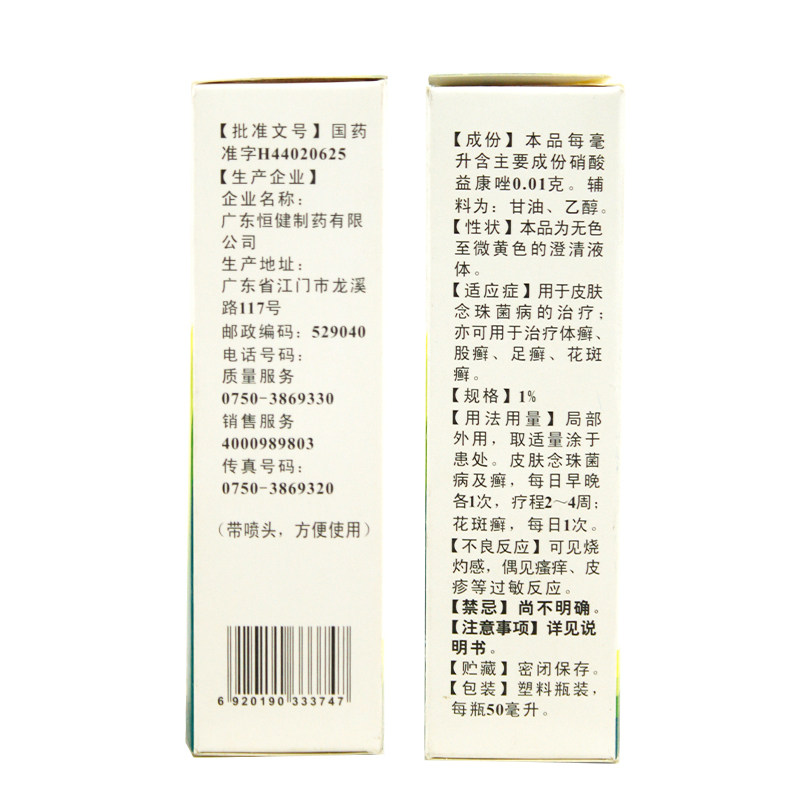 【批准文号】国药
准字H44020625
【生产企业】
企业名称：
广东恒健制药有限
公司
生产地址：
广东省江门市龙溪
路117号
邮政编码：529040
电话号码：
质量服务
0750-3869330
销售服务
4000989803
传真号码：
0750-3869320
（带喷头，方便使用）
6 920190 333747
【成份】本品每毫
升含主要成份硝酸
益康唑0.01克。辅
料为：甘油、乙醇。
【性状】本品为无色
至微黄色的澄清液
体。
【适应症】用于皮肤
念珠菌病的治疗；
亦可用于治疗体癣、
股癣、足癣、花斑
癣。
【规格】1%
【用法用量】局部
外用，取适量涂于
患处。皮肤念珠菌
病及癣，每日早晚
各1次，疗程2～4周；
花斑癣，每日1次。
【不良反应】可见烧
灼感，偶见瘙痒、皮
疹等过敏反应。
【禁忌】尚不明确。
【注意事项】详见说
明书。
【贮藏】密闭保存。
【包装】塑料瓶装，
每瓶50毫升。